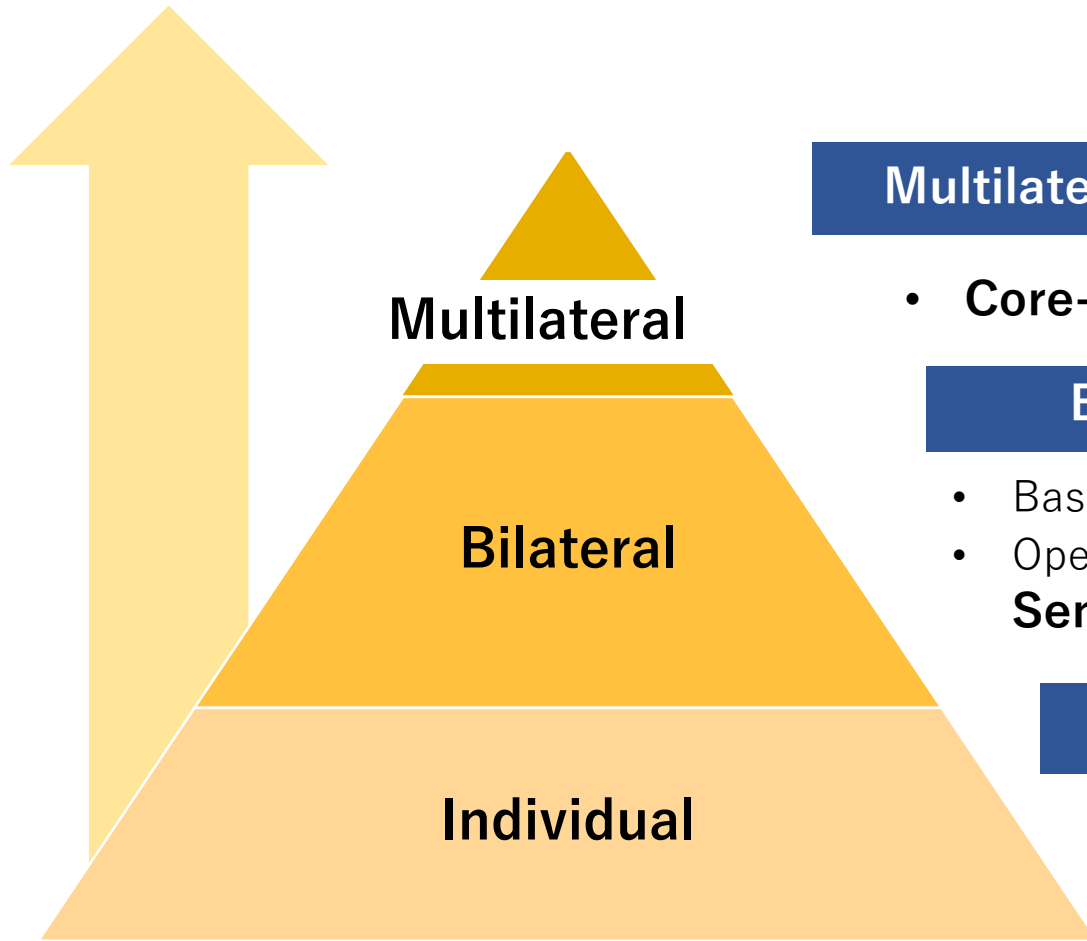 Multilate
Multilateral
• Core-
Bilateral
• Bas
• Ope
Ser
Individual